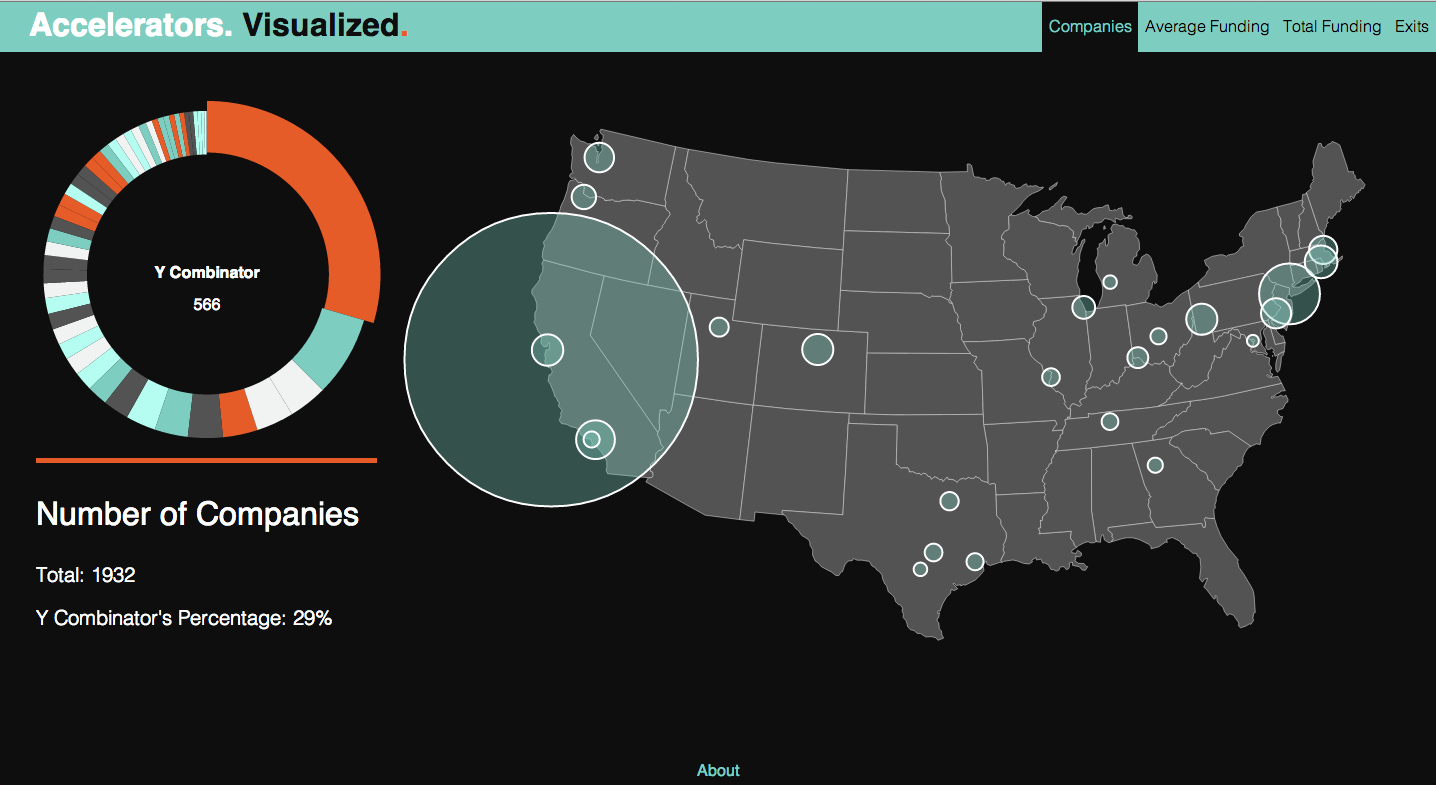 Accelerators. Visualized.
Companies Average Funding Total Funding Exits
Y Combinator
566
Number of Companies
Total: 1932
Y Combinator's Percentage: 29%
About